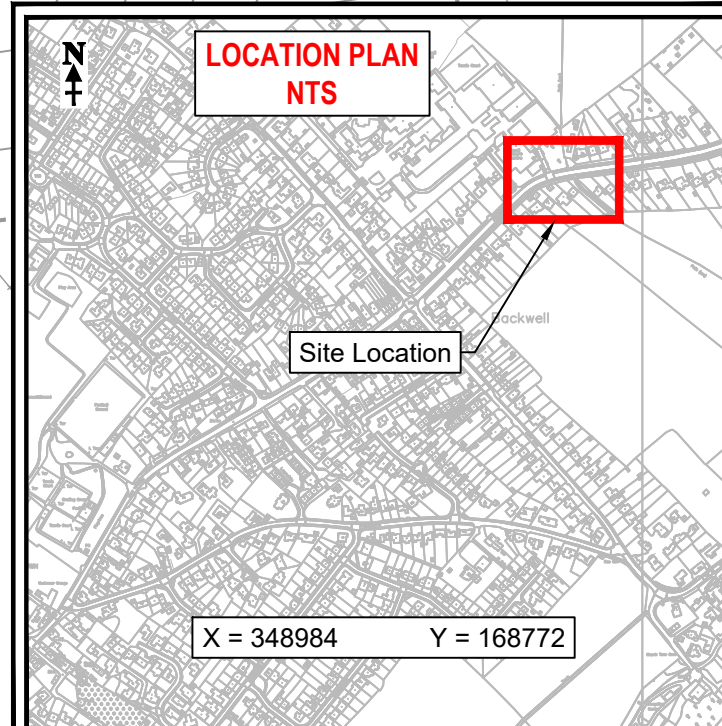 N
LOCATION PLAN
NTS
Backwell
Site Location
X = 348984 Y = 168772